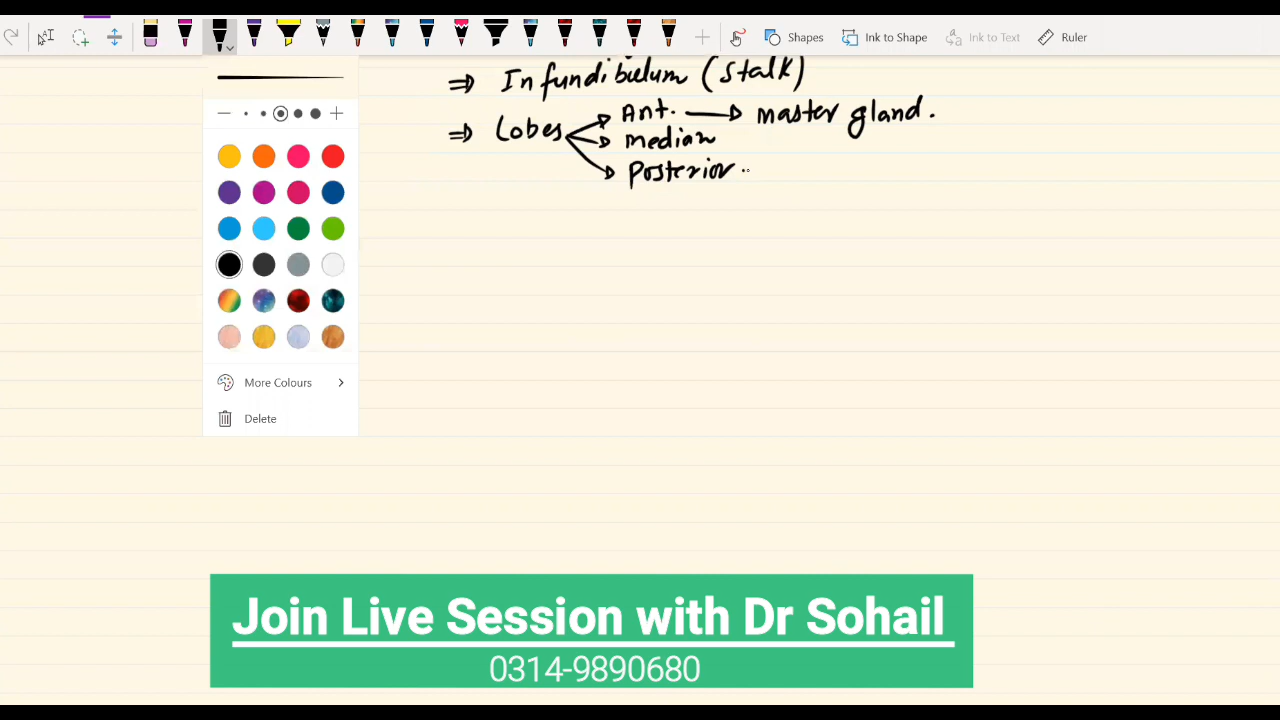 Shapes
Ink to Shape
Ink to Text
Ruler
⇒ Infundibulum (Stalk)
⇒ Lobes → Ant. → master gland.
→ median
→ Posterior
More Colours
Delete
Join Live Session with Dr Sohail
0314-9890680